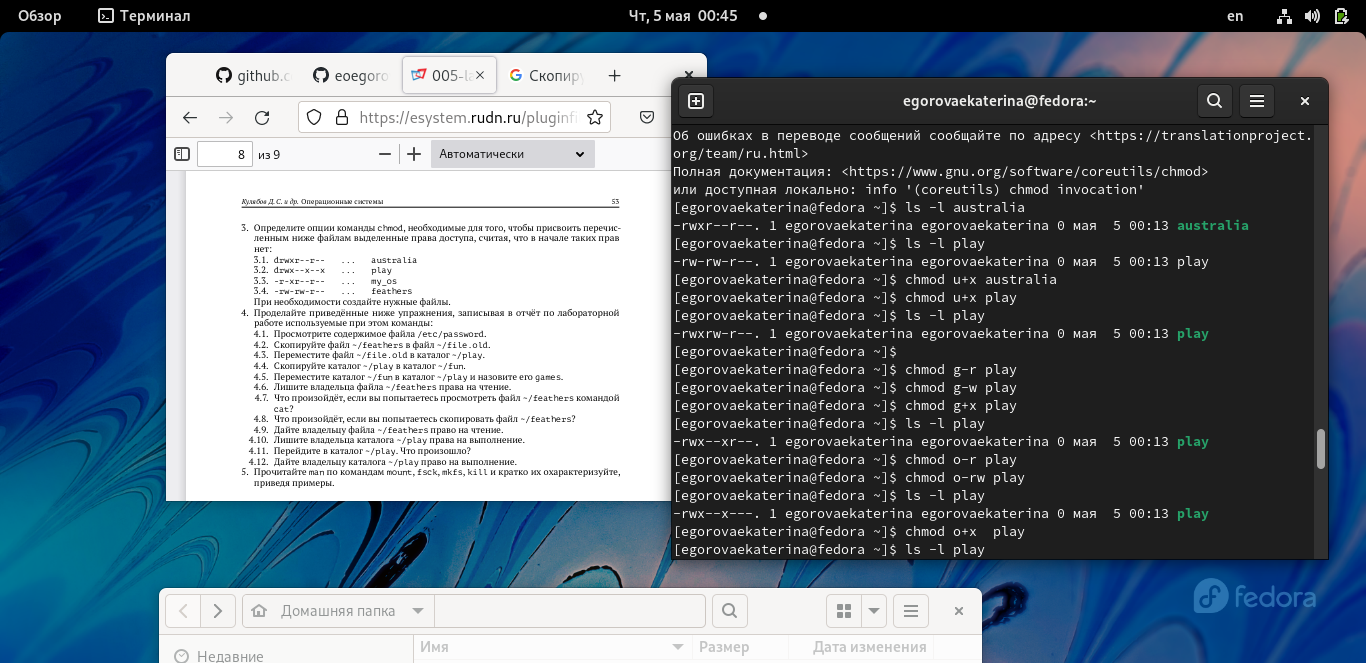 Обзор
Терминал
Чт, 5 мая 00:45
en
github.c
eoegoro
005-la
Скопиру
https://esystem.rudn.ru/pluginfi
8 из 9
Автоматически
Кулябов Д. С. и др. Операционные системы 53
3. Определите опции команды chmod, необходимые для того, чтобы присвоить перечис-
ленным ниже файлам выделенные права доступа, считая, что в начале таких прав
нет:
3.1. drwxr--r-- ... australia
3.2. drwx--x--x ... play
3.3. -r-xr--r-- ... my_os
3.4. -rw-rw-r-- ... feathers
При необходимости создайте нужные файлы.
4. Проделайте приведённые ниже упражнения, записывая в отчёт по лабораторной
работе используемые при этом команды:
4.1. Просмотрите содержимое файла /etc/password.
4.2. Скопируйте файл ~/feathers в файл ~/file.old.
4.3. Переместите файл ~/file.old в каталог ~/play.
4.4. Скопируйте каталог ~/play в каталог ~/fun.
4.5. Переместите каталог ~/fun в каталог ~/play и назовите его games.
4.6. Лишите владельца файла ~/feathers права на чтение.
4.7. Что произойдёт, если вы попытаетесь просмотреть файл ~/feathers командой
cat?
4.8. Что произойдёт, если вы попытаетесь скопировать файл ~/feathers?
4.9. Дайте владельцу файла ~/feathers право на чтение.
4.10. Лишите владельца каталога ~/play права на выполнение.
4.11. Перейдите в каталог ~/play. Что произошло?
4.12. Дайте владельцу каталога ~/play право на выполнение.
5. Прочитайте man по командам mount, fsck, mkfs, kill и кратко их охарактеризуйте,
приведя примеры.
egorovaekaterina@fedora:~
Об ошибках в переводе сообщений сообщайте по адресу <https://translationproject.
org/team/ru.html>
Полная документация: <https://www.gnu.org/software/coreutils/chmod>
или доступная локально: info '(coreutils) chmod invocation'
[egorovaekaterina@fedora ~]$ ls -l australia
-rwxr--r--. 1 egorovaekaterina egorovaekaterina 0 мая  5 00:13 australia
[egorovaekaterina@fedora ~]$ ls -l play
-rw-rw-r--. 1 egorovaekaterina egorovaekaterina 0 мая  5 00:13 play
[egorovaekaterina@fedora ~]$ chmod u+x australia
[egorovaekaterina@fedora ~]$ chmod u+x play
[egorovaekaterina@fedora ~]$ ls -l play
-rwxrw-r--. 1 egorovaekaterina egorovaekaterina 0 мая  5 00:13 play
[egorovaekaterina@fedora ~]$
[egorovaekaterina@fedora ~]$ chmod g-r play
[egorovaekaterina@fedora ~]$ chmod g-w play
[egorovaekaterina@fedora ~]$ chmod g+x play
[egorovaekaterina@fedora ~]$ ls -l play
-rwx--xr--. 1 egorovaekaterina egorovaekaterina 0 мая  5 00:13 play
[egorovaekaterina@fedora ~]$ chmod o-r play
[egorovaekaterina@fedora ~]$ chmod o-rw play
[egorovaekaterina@fedora ~]$ ls -l play
-rwx--x---. 1 egorovaekaterina egorovaekaterina 0 мая  5 00:13 play
[egorovaekaterina@fedora ~]$ chmod o+x  play
[egorovaekaterina@fedora ~]$ ls -l play
fedora
Домашняя папка
Недавние
Имя Размер Дата изменения